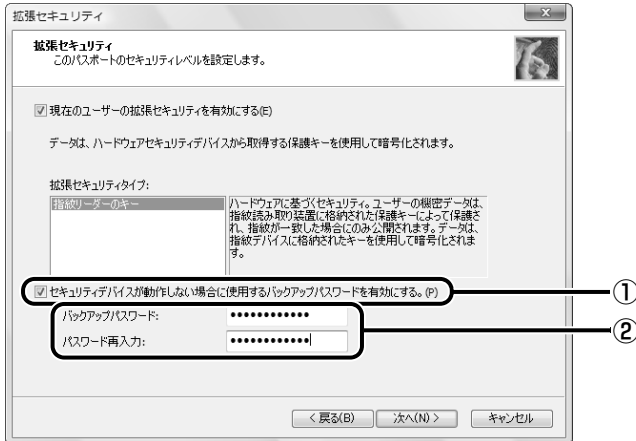 拡張セキュリティ
拡張セキュリティ
このパスポートのセキュリティレベルを設定します。
現在のユーザーの拡張セキュリティを有効にする(E)
データは、ハードウェアセキュリティデバイスから取得する保護キーを使用して暗号化されます。
拡張セキュリティタイプ:
指紋リーダーのキー
ハードウェアに基づくセキュリティ。ユーザーの機密データは、
指紋読み取り装置に格納された保護キーによって保護さ
れ、指紋が一致した場合にのみ公開されます。データは、
指紋デバイスに格納されたキーを使用して暗号化されま
す。
セキュリティデバイスが動作しない場合に使用するバックアップパスワードを有効にする。(P)
①
バックアップパスワード: ••••••••••••
②
パスワード再入力: ••••••••••••
< 戻る(B) 次へ(N) > キャンセル